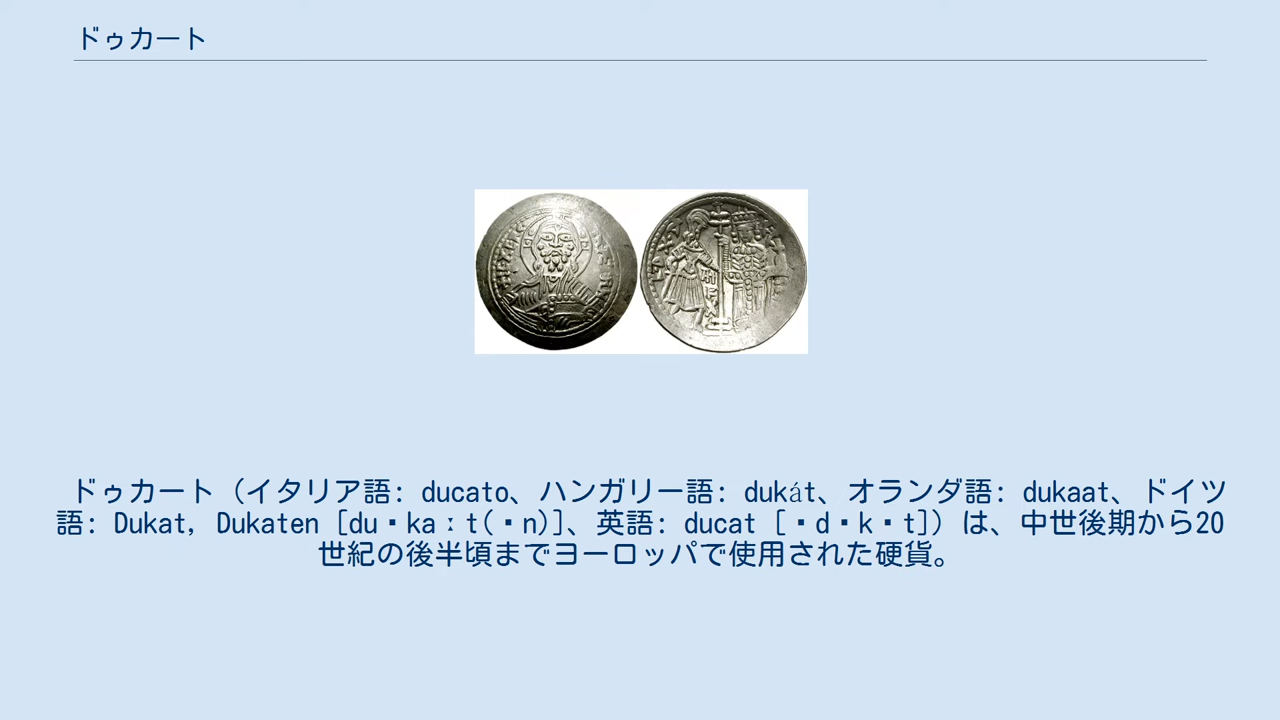 ドゥカート
ドゥカート（イタリア語: ducato、ハンガリー語: dukát、オランダ語: dukaat、ドイツ
語: Dukat, Dukaten [du·kaːt(·n)]、英語: ducat [·d·k·t]）は、中世後期から20
世紀の後半頃までヨーロッパで使用された硬貨。